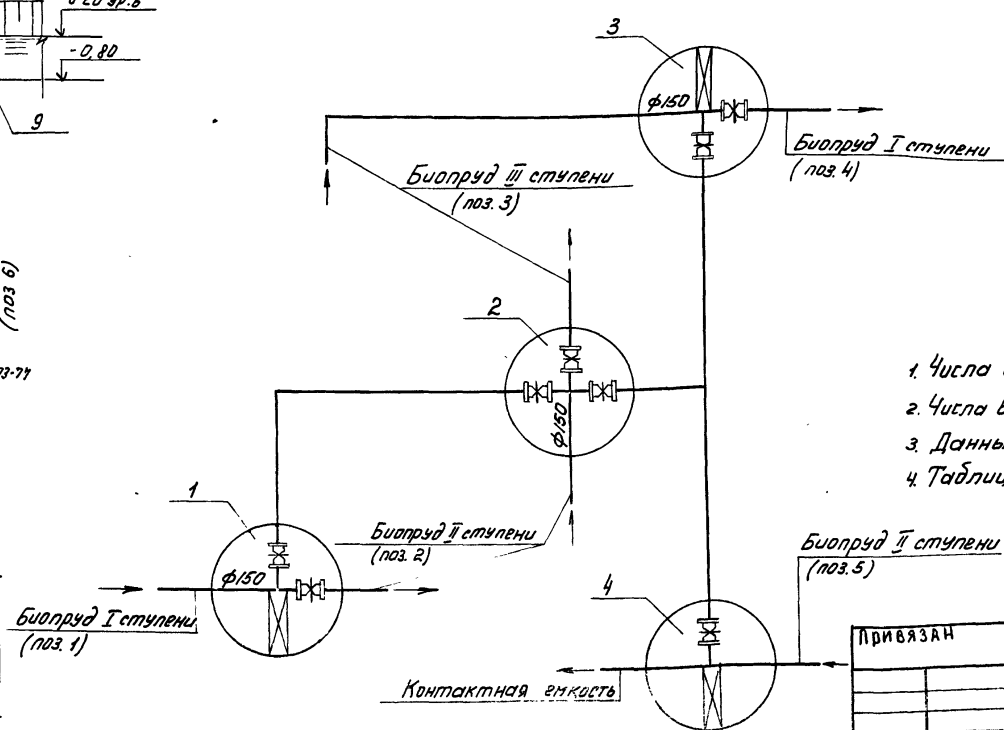 -0,80
9
3
ф150
Биопруд I ступени
(поз. 4)
Биопруд III ступени
(поз. 3)
(поз 6)
2
73-77
1. Числа
2. Числа
3. Данны
4. Таблиц
ф150
1
Биопруд II ступени
(поз. 2)
Биопруд II ступени
(поз. 5)
ф150
4
Биопруд I ступени
(поз. 1)
Привязан
Контактная емкость